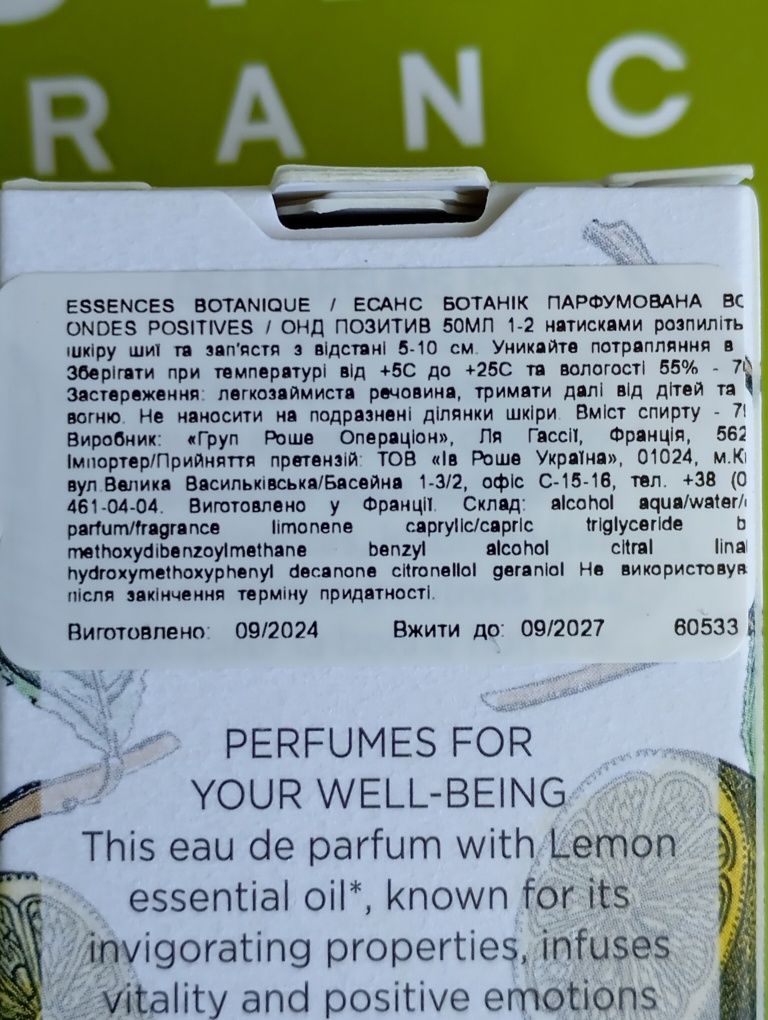 RANC
ESSENCES BOTANIQUE / ЕСАНС БОТАНІК ПАРФУМОВАНА
ONDES POSITIVES / ОНД ПОЗИТИВ 50МЛ 1-2 натисками розпиліть
шкіру шиї та зап'ястя з відстані 5-10 см. Уникайте потрапляння в
Зберігати при температурі від +5С до +25С та вологості 55% -
Застереження: легкозаймиста речовина, тримати далі від дітей та
вогню. Не наносити на подразнені ділянки шкіри. Вміст спирту -
Виробник: «Груп Роше Операціон», Ля Гассії, Франція, 562
Імпортер/Прийняття претензій: ТОВ «Ів Роше Україна», 01024, м.К
вул.Велика Васильківська/Басейна 1-3/2, офіс С-15-16, тел. +38 (0
461-04-04. Виготовлено у Франції. Склад: alcohol aqua/water/
parfum/fragrance limonene caprylic/capric triglyceride b
methoxydibenzoylmethane benzyl alcohol citral lina
hydroxymethoxyphenyl decanone citronellol geraniol Не використовув
після закінчення терміну придатності.
Виготовлено: 09/2024 Вжити до: 09/2027 60533
PERFUMES FOR
YOUR WELL-BEING
This eau de parfum with Lemon
essential oil*, known for its
invigorating properties, infuses
vitality and positive emotions